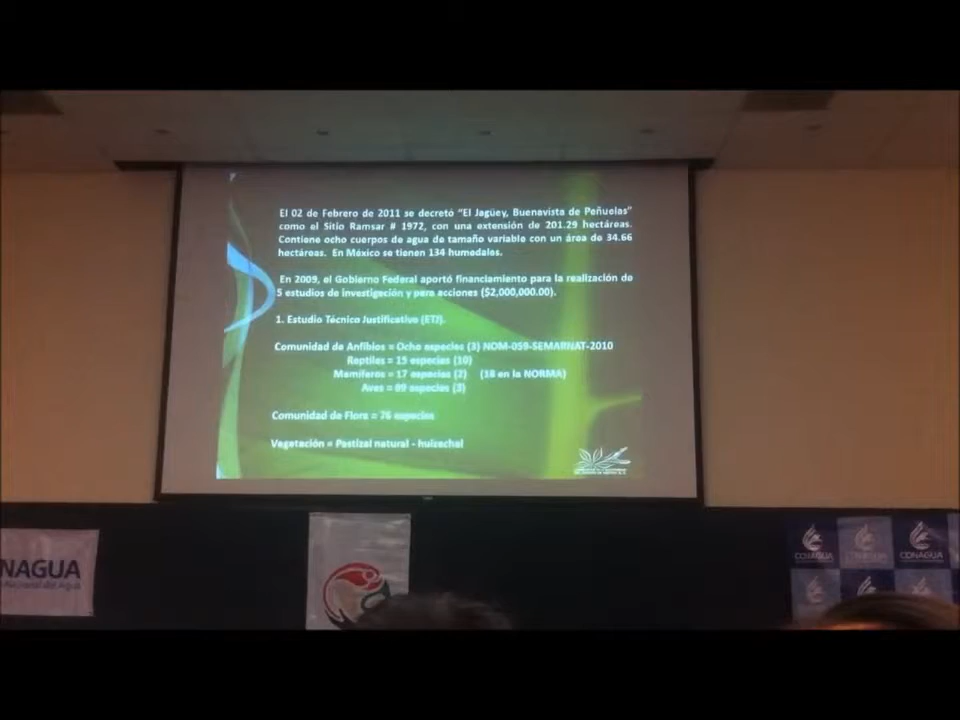 El 02 de Febrero de 2011 se decretó "El Jagüey, Buenavista de Peñuelas"
como el Sitio Ramsar # 1972, con una extensión de 201.29 hectáreas.
Contiene ocho cuerpos de agua de tamaño variable con un área de 34.66
hectáreas. En México se tienen 134 humedales.
En 2009, el Gobierno Federal aportó financiamiento para la realización de
5 estudios de investigación y para acciones ($2,000,000.00).
1. Estudio Técnico Justificativo (ETJ).
Comunidad de Anfibios = Ocho especies (3) NOM-059-SEMARNAT-2010
Reptiles = 15 especies (10)
Mamíferos = 17 especies (2) (18 en la NORMA)
Aves = 89 especies (3)
Comunidad de Flora = 76 especies
Vegetación = Pastizal natural - huizachal
NAGUA
Nacional del Agua
CONAGUA CONAGUA CONAGUA